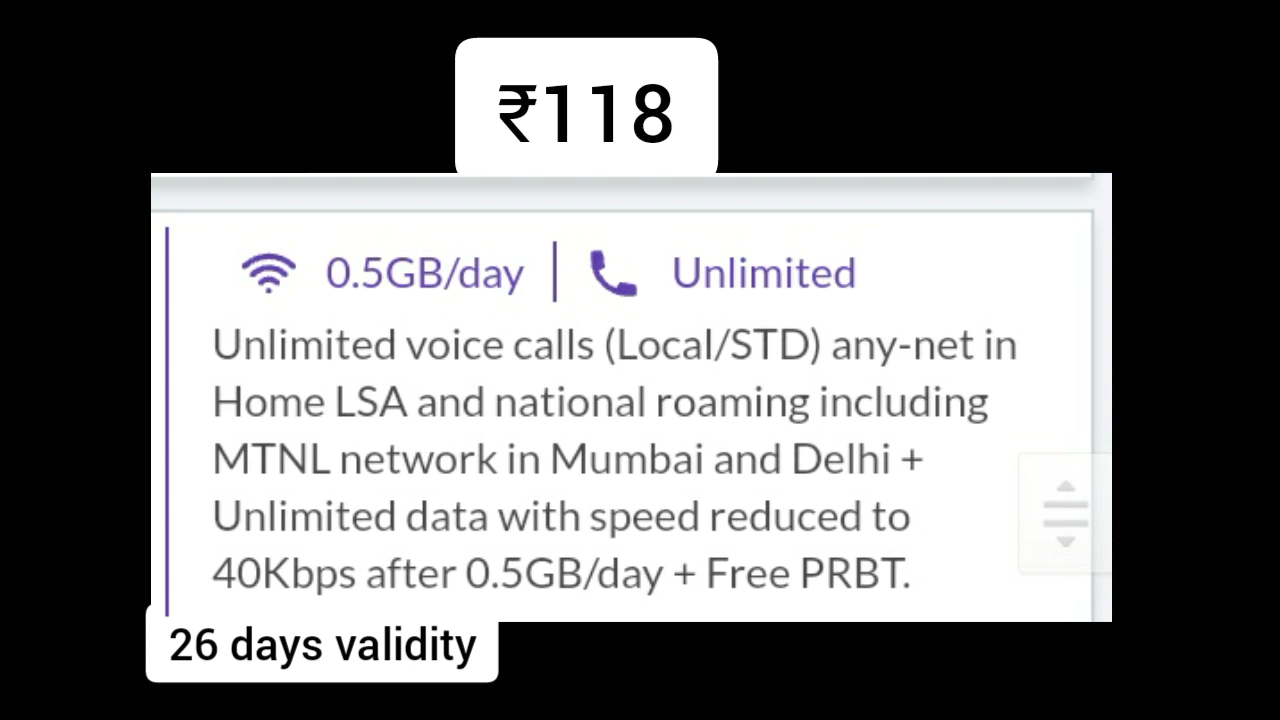 ₹118
0.5GB/day
Unlimited
Unlimited voice calls (Local/STD) any-net in
Home LSA and national roaming including
MTNL network in Mumbai and Delhi +
Unlimited data with speed reduced to
40Kbps after 0.5GB/day + Free PRBT.
26 days validity